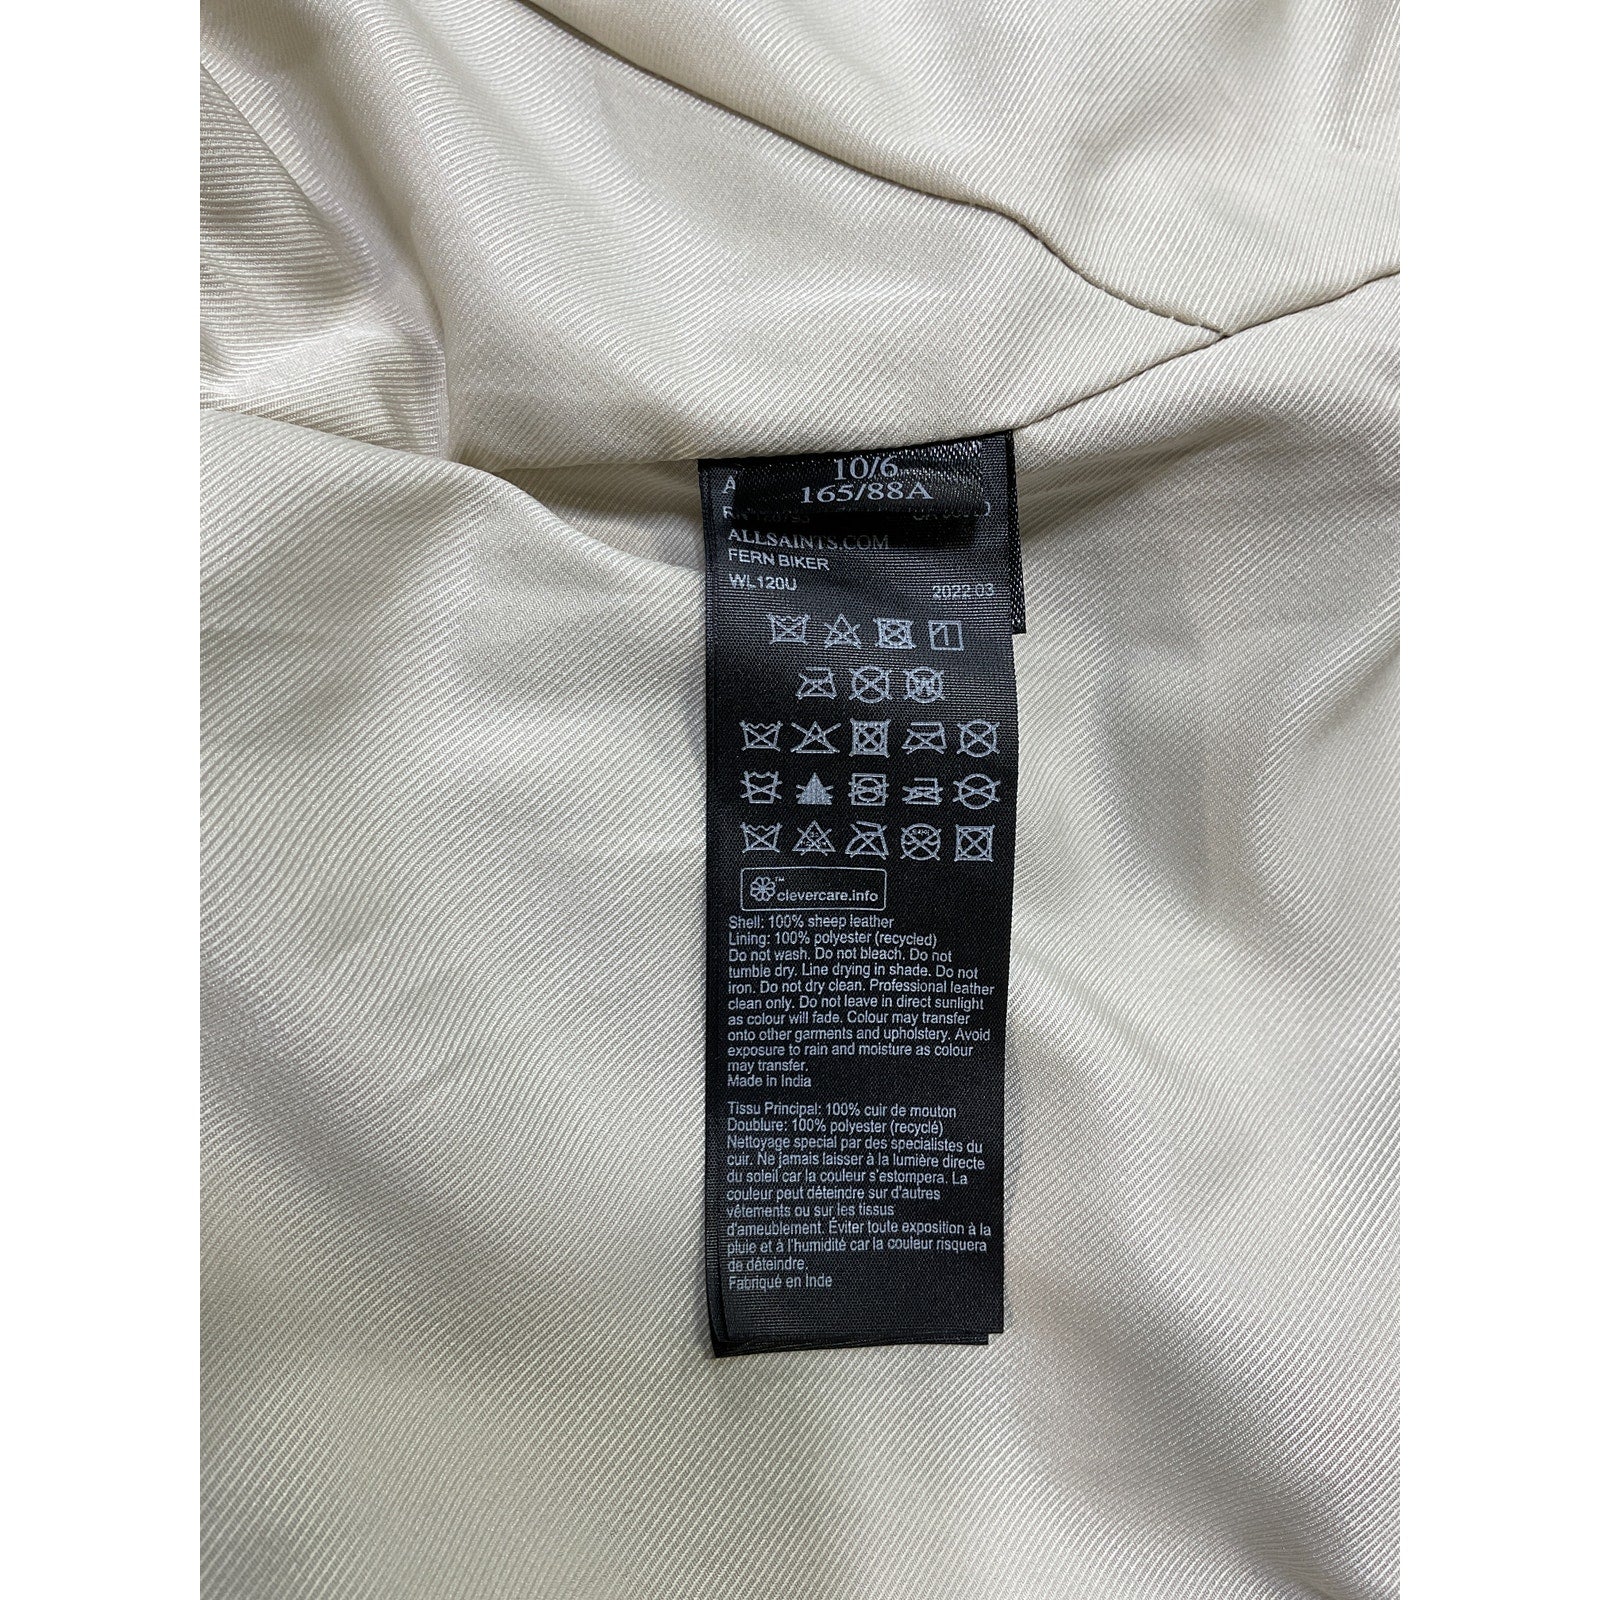 10/6
165/88A
ALLSAINTS.COM
FERN BIKER
WL120U 2022.03
clevercare.info
Shell: 100% sheep leather
Lining: 100% polyester (recycled)
Do not wash. Do not bleach. Do not
tumble dry. Line drying in shade. Do not
iron. Do not dry clean. Professional leather
clean only. Do not leave in direct sunlight
as colour will fade. Colour may transfer
onto other garments and upholstery. Avoid
exposure to rain and moisture as colour
may transfer.
Made in India
Tissu Principal: 100% cuir de mouton
Doublure: 100% polyester (recyclé)
Nettoyage special par des specialistes du
cuir. Ne jamais laisser à la lumière directe
du soleil car la couleur s'estompera. La
couleur peut déteindre sur d'autres
vêtements ou sur les tissus
d'ameublement. Éviter toute exposition à la
pluie et à l'humidité car la couleur risquera
de déteindre.
Fabriqué en Inde